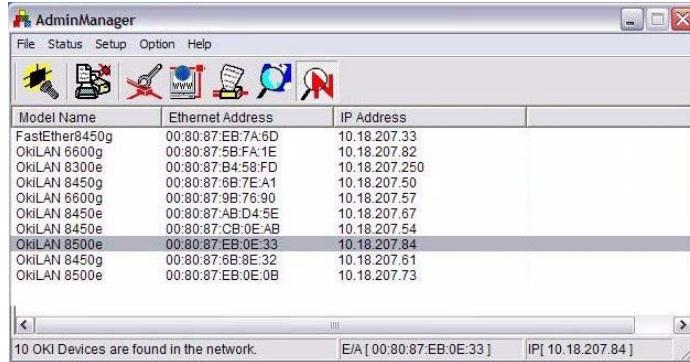 AdminManager
File Status Setup Option Help
Model Name Ethernet Address IP Address
FastEther8450g 00:80:87:EB:7A:6D 10.18.207.33
OkiLAN 6600g 00:80:87:5B:FA:1E 10.18.207.82
OkiLAN 8300e 00:80:87:B4:58:FD 10.18.207.250
OkiLAN 8450g 00:80:87:6B:7E:A1 10.18.207.50
OkiLAN 6600g 00:80:87:9B:76:90 10.18.207.57
OkiLAN 8450e 00:80:87:AB:D4:5E 10.18.207.67
OkiLAN 8450e 00:80:87:CB:0E:AB 10.18.207.54
OkiLAN 8500e 00:80:87:EB:0E:33 10.18.207.84
OkiLAN 8450g 00:80:87:6B:8E:32 10.18.207.61
OkiLAN 8500e 00:80:87:EB:0E:0B 10.18.207.73
10 OKI Devices are found in the network. E/A [ 00:80:87:EB:0E:33 ] IP[ 10.18.207.84 ]